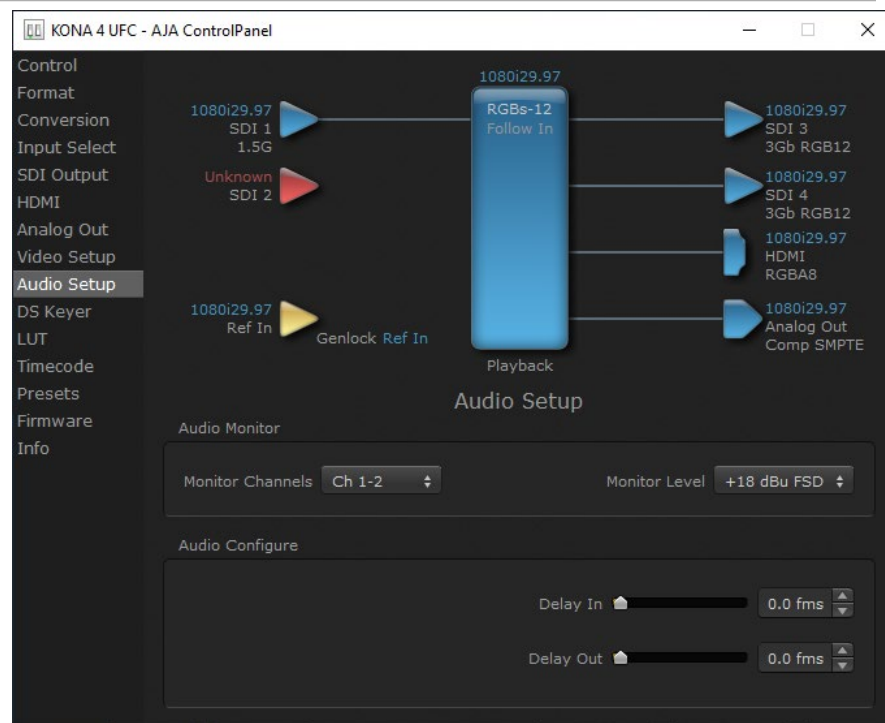 KONA 4 UFC - AJA ControlPanel
Control
Format
Conversion
Input Select
SDI Output
HDMI
Analog Out
Video Setup
Audio Setup
DS Keyer
LUT
Timecode
Presets
Firmware
Info
1080i29.97
SDI 1
1.5G
Unknown
SDI 2
1080i29.97
Ref In
Genlock Ref In
1080i29.97
RGBs-12
Follow In
Playback
1080i29.97
SDI 3
3Gb RGB12
1080i29.97
SDI 4
3Gb RGB12
1080i29.97
HDMI
RGBA8
1080i29.97
Analog Out
Comp SMPTE
Audio Setup
Audio Monitor
Monitor Channels Ch 1-2
Monitor Level +18 dBu FSD
Audio Configure
Delay In 0.0 fms
Delay Out 0.0 fms